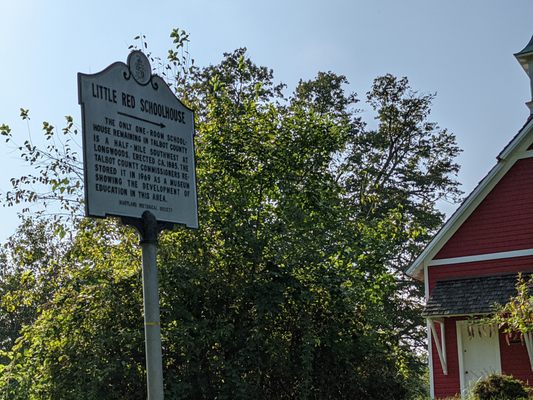 LITTLE RED SCHOOLHOUSE
THE ONLY ONE-ROOM SCHOOL-
HOUSE REMAINING IN TALBOT COUNTY
IS A HALF-MILE SOUTHWEST AT
LONGWOODS. ERECTED CA.1885, THE
TALBOT COUNTY COMMISSIONERS RE-
STORED IT IN 1969 AS A MUSEUM
SHOWING THE DEVELOPMENT OF
EDUCATION IN THIS AREA.
MARYLAND HISTORICAL SOCIETY